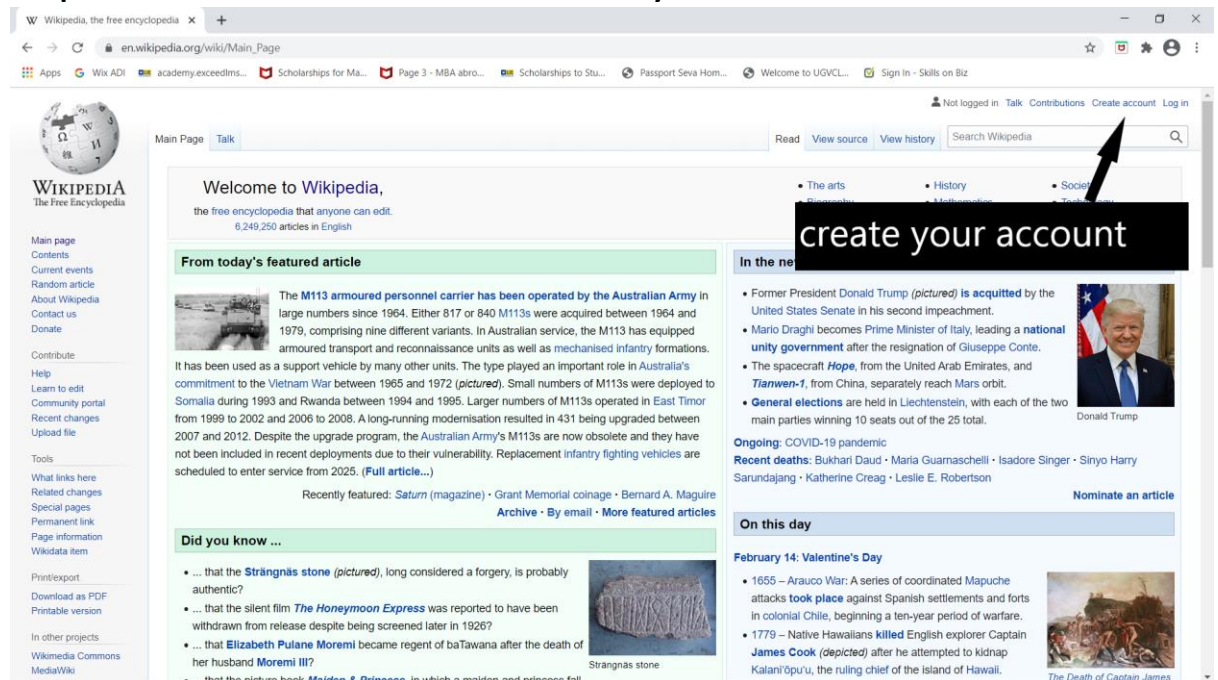 Wikipedia, the free encyclopedia
en.wikipedia.org/wiki/Main_Page
Apps Wix ADI academy.exceedlms... Scholarships for Ma... Page 3 - MBA abro... Scholarships to Stu... Passport Seva Hom... Welcome to UGVCL... Sign In - Skills on Biz
Not logged in Talk Contributions Create account Log in
Main Page Talk
Read View source View history Search Wikipedia
WIKIPEDIA
The Free Encyclopedia
Main page
Contents
Current events
Random article
About Wikipedia
Contact us
Donate
Contribute
Help
Learn to edit
Community portal
Recent changes
Upload file
Tools
What links here
Related changes
Special pages
Permanent link
Page information
Wikidata item
Print/export
Download as PDF
Printable version
In other projects
Wikimedia Commons
MediaWiki
Welcome to Wikipedia,
the free encyclopedia that anyone can edit.
6,249,250 articles in English
• The arts • History
create your account
From today's featured article
The M113 armoured personnel carrier has been operated by the Australian Army in
large numbers since 1964. Either 817 or 840 M113s were acquired between 1964 and
1979, comprising nine different variants. In Australian service, the M113 has equipped
armoured transport and reconnaissance units as well as mechanised infantry formations.
It has been used as a support vehicle by many other units. The type played an important role in Australia's
commitment to the Vietnam War between 1965 and 1972 (pictured). Small numbers of M113s were deployed to
Somalia during 1993 and Rwanda between 1994 and 1995. Larger numbers of M113s operated in East Timor
from 1999 to 2002 and 2006 to 2008. A long-running modernisation resulted in 431 being upgraded between
2007 and 2012. Despite the upgrade program, the Australian Army's M113s are now obsolete and they have
not been included in recent deployments due to their vulnerability. Replacement infantry fighting vehicles are
scheduled to enter service from 2025. (Full article...)
Recently featured: Saturn (magazine) · Grant Memorial coinage · Bernard A. Maguire
Archive · By email · More featured articles
Did you know ...
• ... that the Strängnäs stone (pictured), long considered a forgery, is probably
authentic?
• ... that the silent film The Honeymoon Express was reported to have been
withdrawn from release despite being screened later in 1926?
• ... that Elizabeth Pulane Moremi became regent of baTawana after the death of
her husband Moremi III?
• ... that the picture book Maiden & Princess, in which a maiden and princess fall
Strängnäs stone
In the
• Former President Donald Trump (pictured) is acquitted by the
United States Senate in his second impeachment.
• Mario Draghi becomes Prime Minister of Italy, leading a national
unity government after the resignation of Giuseppe Conte.
• The spacecraft Hope, from the United Arab Emirates, and
Tianwen-1, from China, separately reach Mars orbit.
• General elections are held in Liechtenstein, with each of the two
main parties winning 10 seats out of the 25 total.
Donald Trump
Ongoing: COVID-19 pandemic
Recent deaths: Bukhari Daud · Maria Guarnaschelli · Isadore Singer · Sinyo Harry
Sarundajang · Katherine Creag · Leslie E. Robertson
Nominate an article
On this day
February 14: Valentine's Day
• 1655 – Arauco War: A series of coordinated Mapuche
attacks took place against Spanish settlements and forts
in colonial Chile, beginning a ten-year period of warfare.
• 1779 – Native Hawaiians killed English explorer Captain
James Cook (depicted) after he attempted to kidnap
Kalaniʻōpuʻu, the ruling chief of the island of Hawaii.
The Death of Captain James